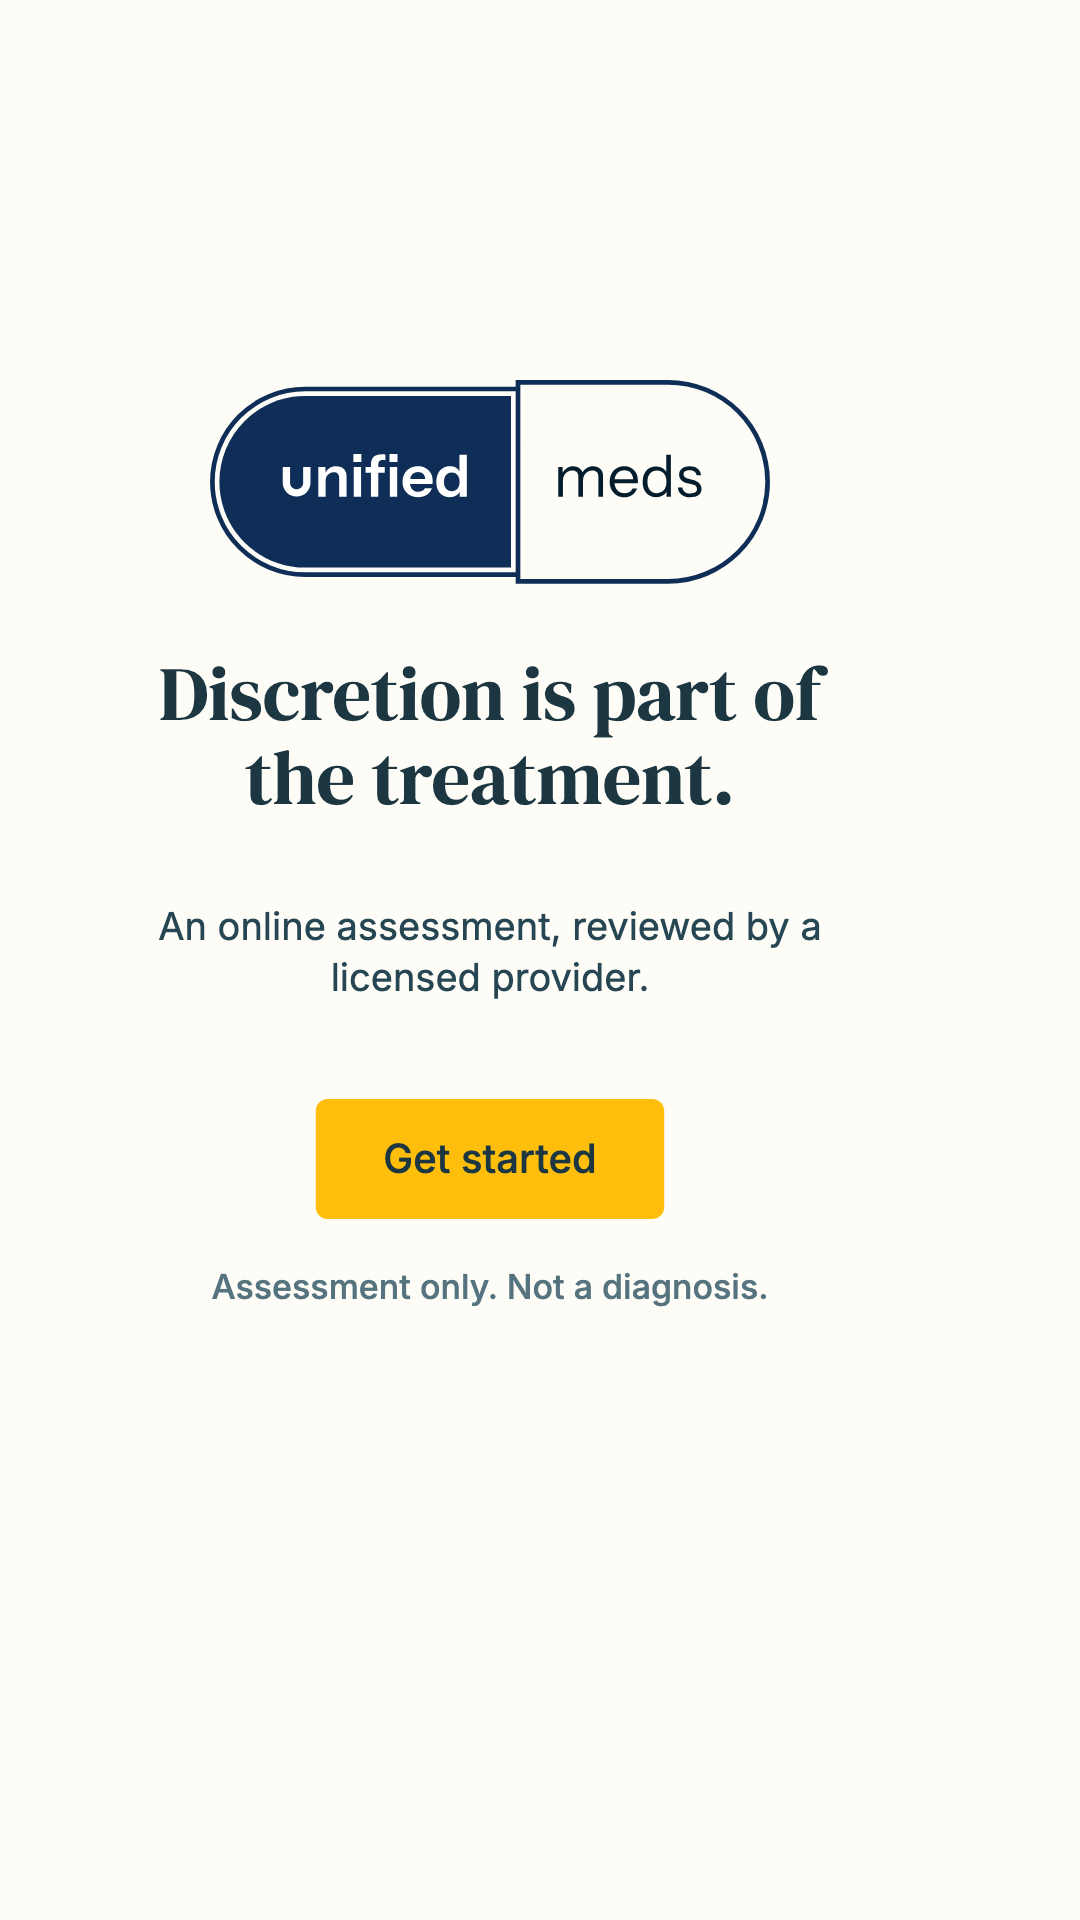 unified meds
Discretion is part of
the treatment.
An online assessment, reviewed by a
licensed provider.
Get started
Assessment only. Not a diagnosis.